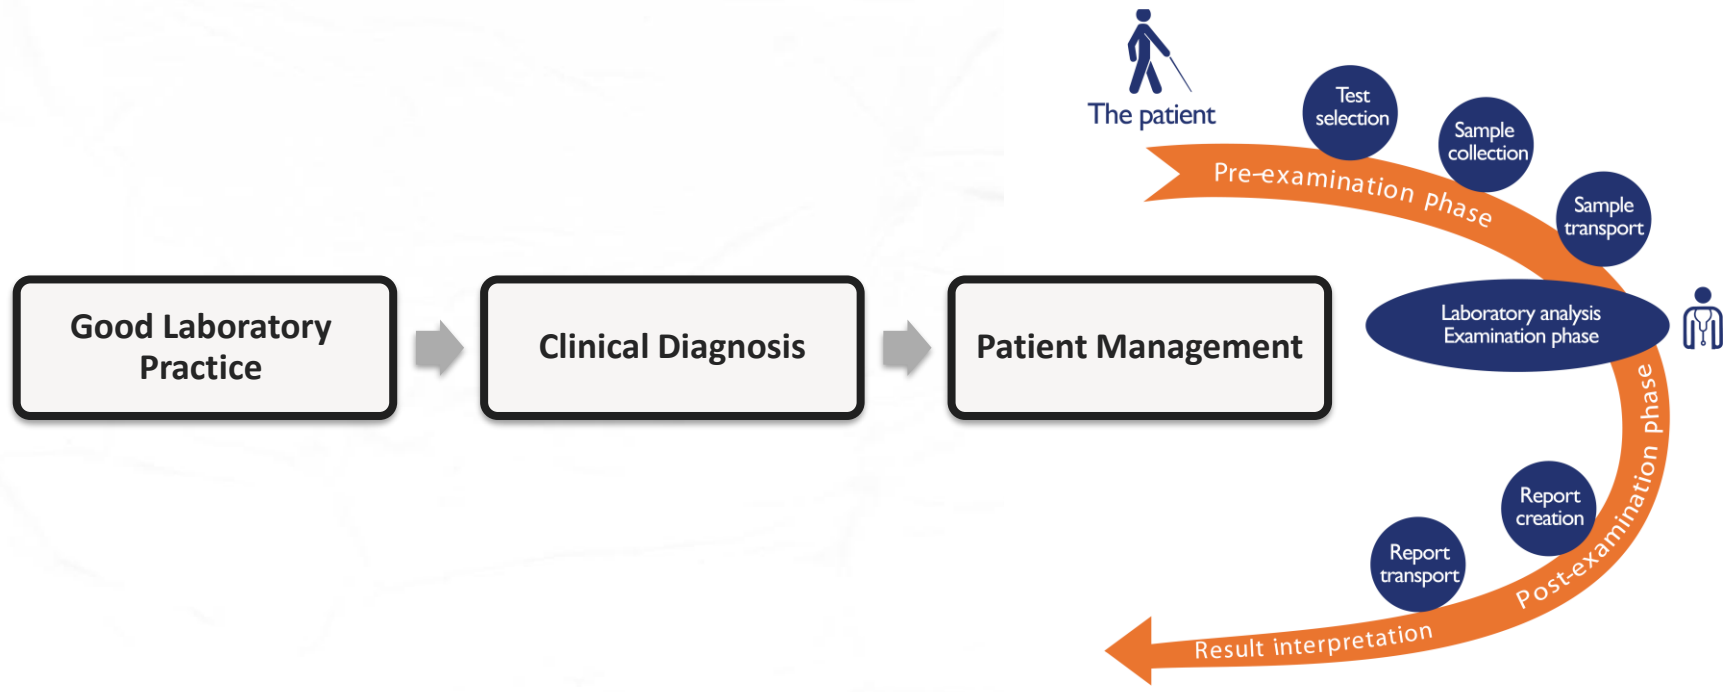 Good Laboratory
Practice
Clinical Diagnosis
Patient Management
The patient
Test
selection
Sample
collection
Sample
transport
Pre-examination phase
Laboratory analysis
Examination phase
Post-examination phase
Report
creation
Report
transport
Result interpretation